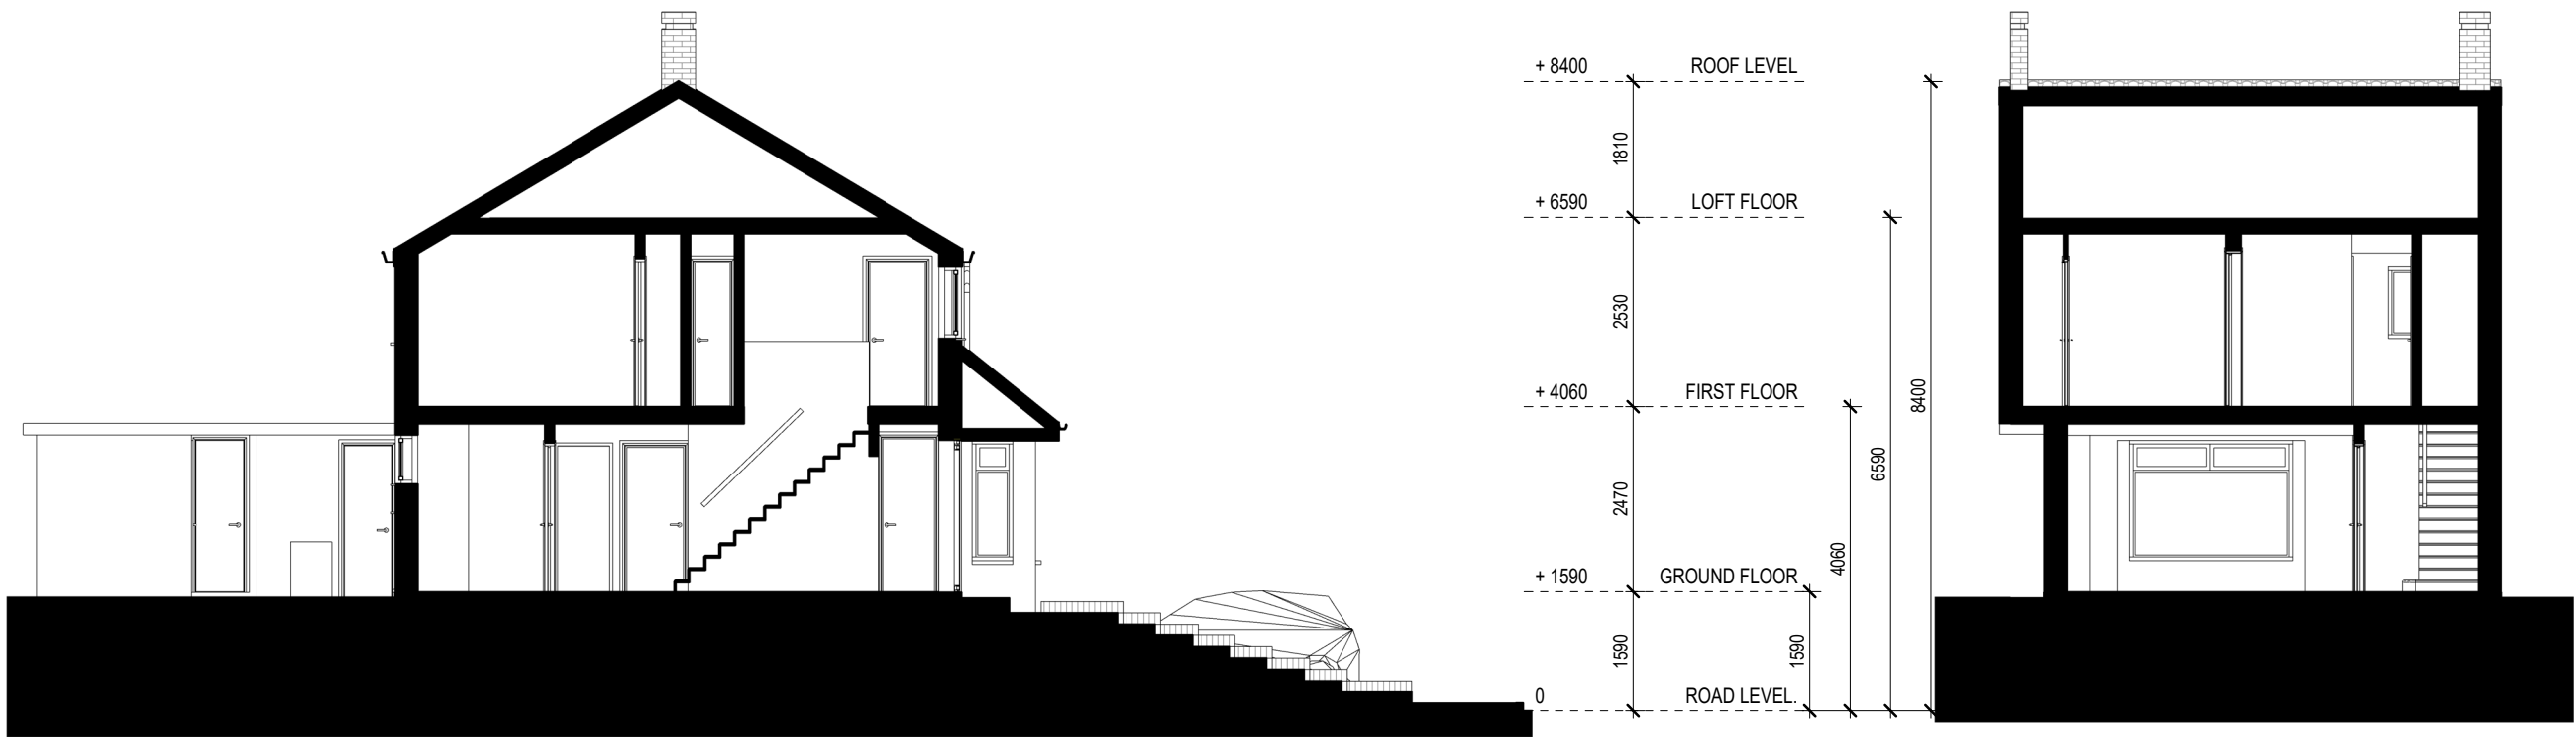 + 8400 ROOF LEVEL
1810
+ 6590 LOFT FLOOR
2530
+ 4060 FIRST FLOOR
8400
6590
2470
4060
+ 1590 GROUND FLOOR
1590
1590
0 ROAD LEVEL.